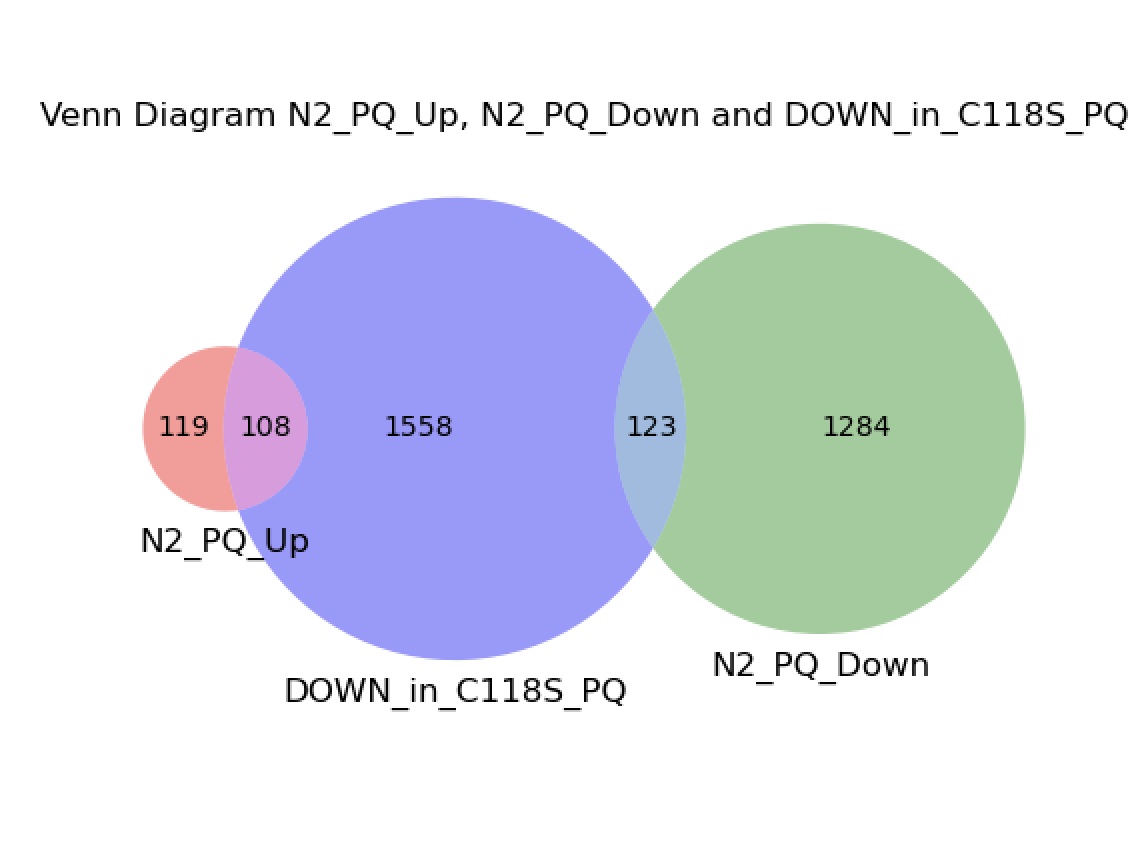 Venn Diagram N2_PQ_Up, N2_PQ_Down and DOWN_in_C118S_PQ
119 108 1558 123 1284
N2_PQ_Up
N2_PQ_Down
DOWN_in_C118S_PQ